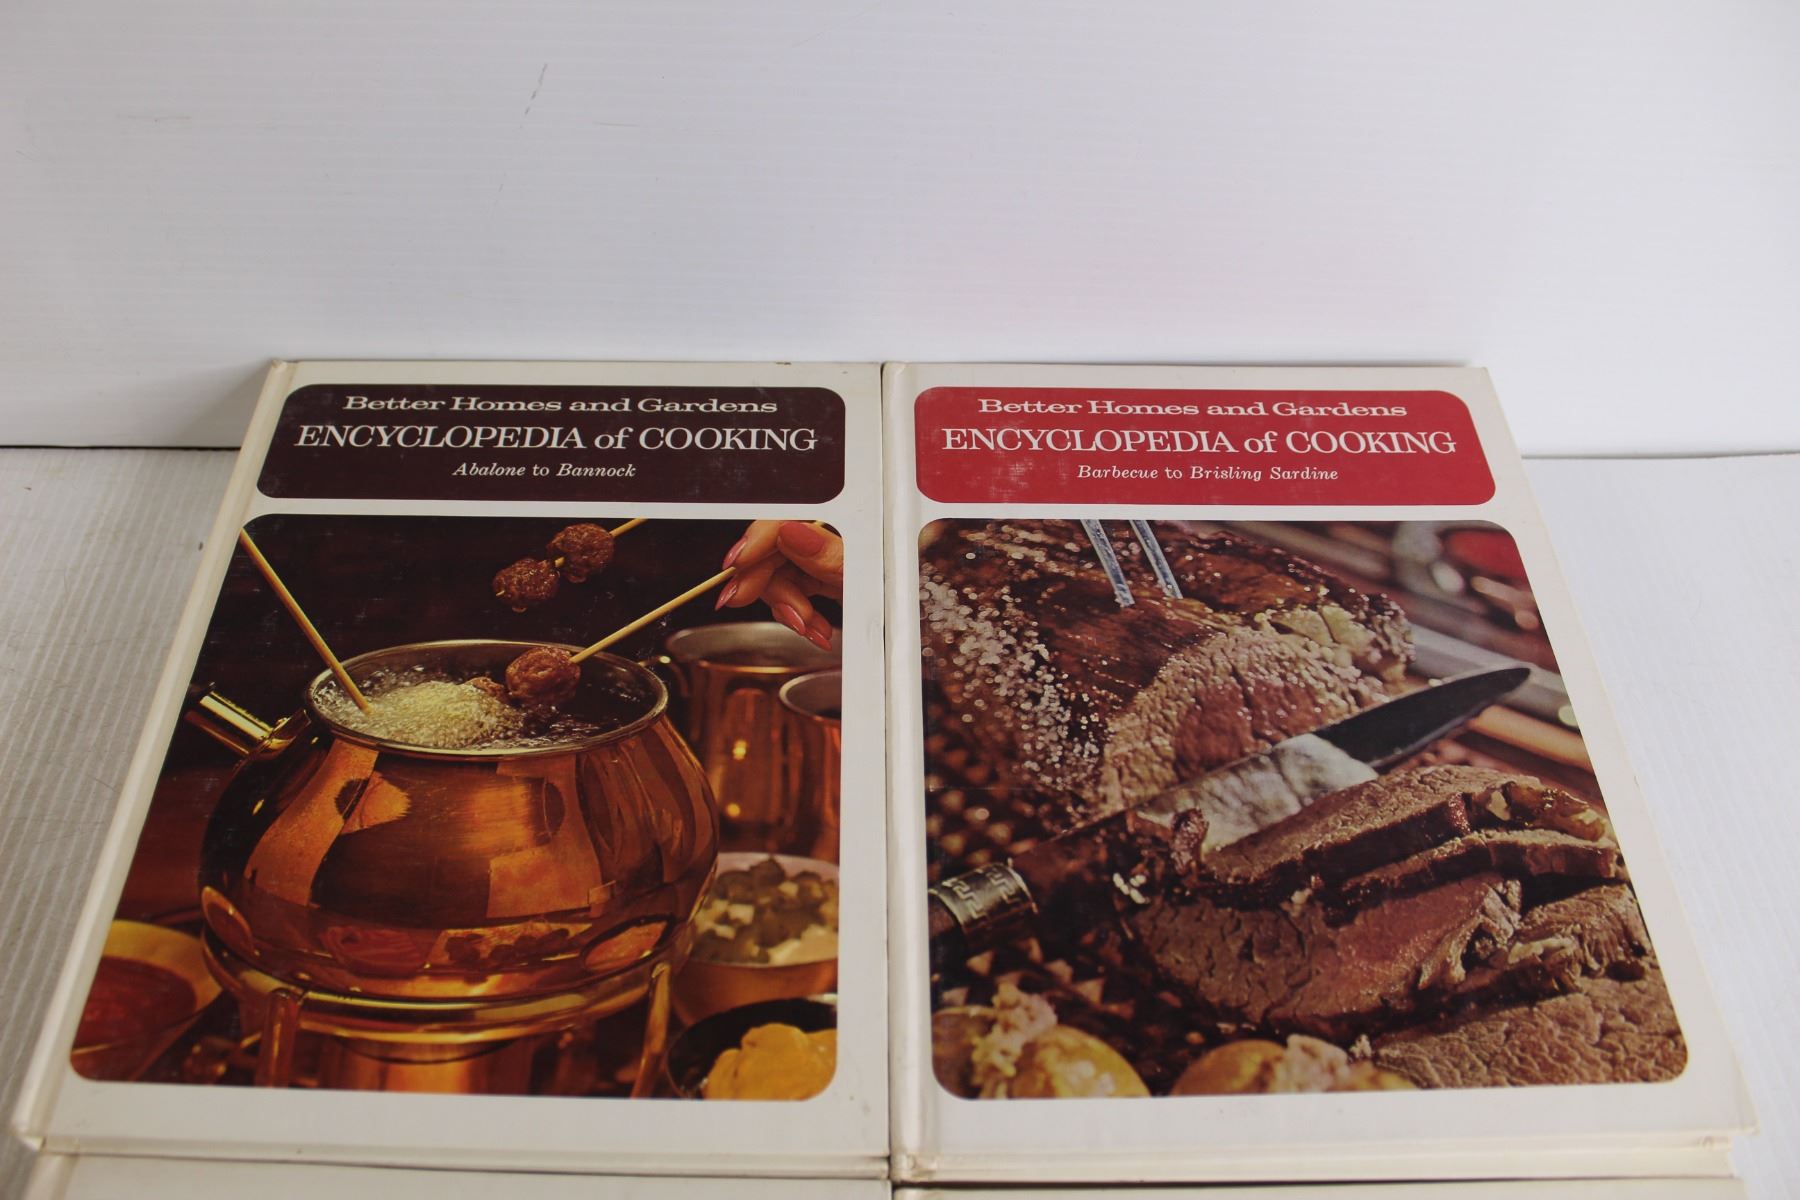 Better Homes and Gardens
ENCYCLOPEDIA of COOKING
Abalone to Bannock
Better Homes and Gardens
ENCYCLOPEDIA of COOKING
Barbecue to Brisling Sardine